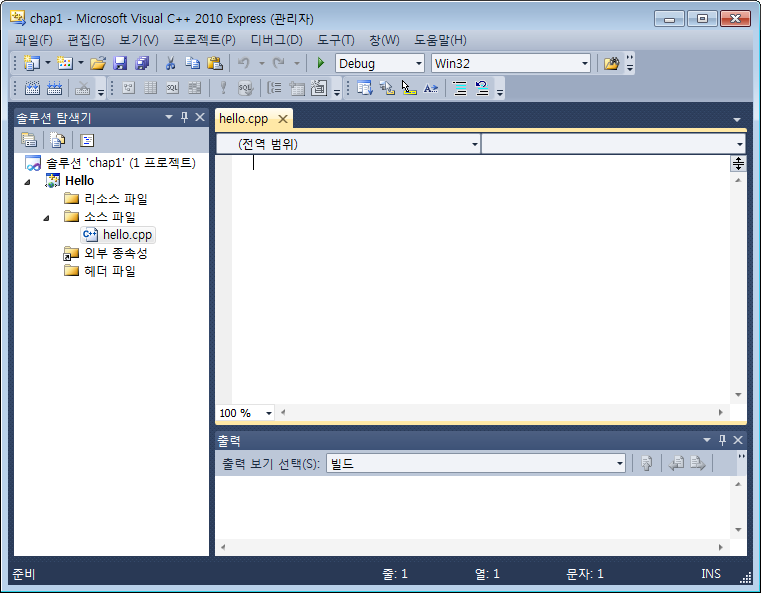 chap1 - Microsoft Visual C++ 2010 Express (관리자)
파일(F) 편집(E) 보기(V) 프로젝트(P) 디버그(D) 도구(T) 창(W) 도움말(H)
Debug Win32
솔루션 탐색기
hello.cpp
(전역 범위)
솔루션 'chap1' (1 프로젝트)
Hello
리소스 파일
소스 파일
hello.cpp
외부 종속성
헤더 파일
100 %
출력
출력 보기 선택(S): 빌드
준비 줄: 1 열: 1 문자: 1 INS